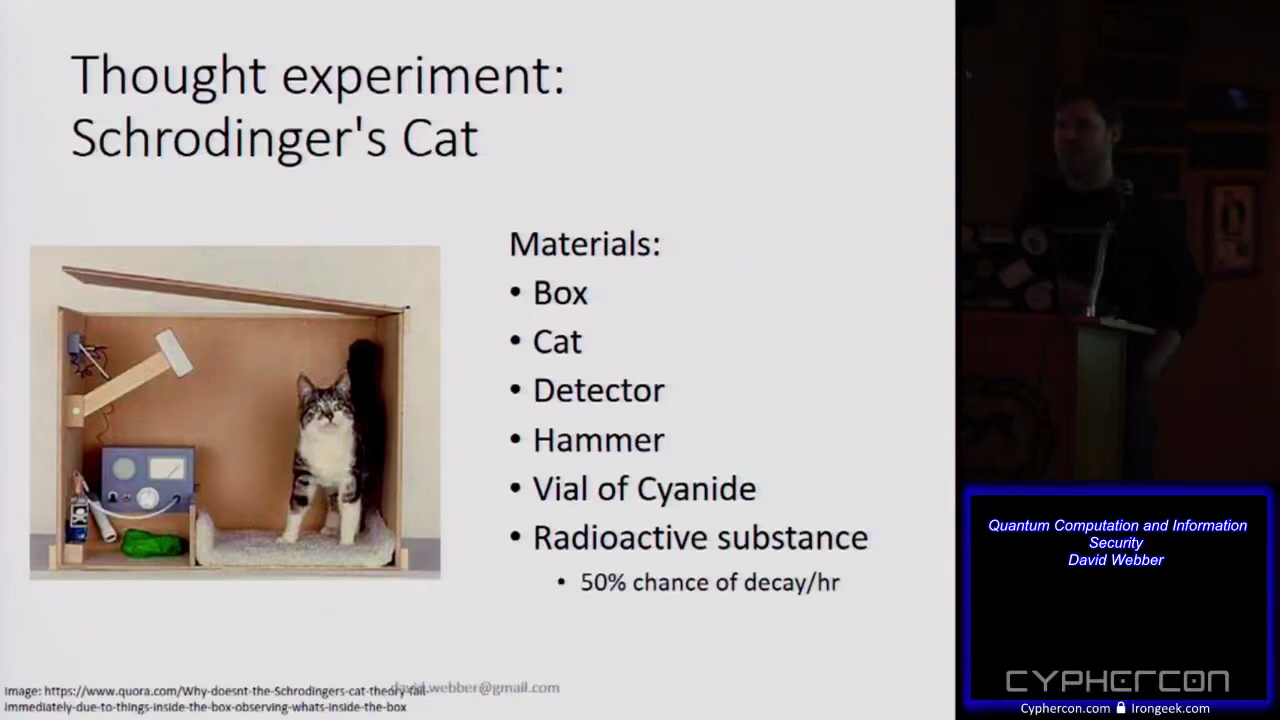 Thought experiment:
Schrodinger's Cat
Materials:
• Box
• Cat
• Detector
• Hammer
• Vial of Cyanide
• Radioactive substance
• 50% chance of decay/hr
Image: https://www.quora.com/Why-doesnt-the-Schrodingers-cat-theory-fail-
immediately-due-to-things-inside-the-box-observing-whats-inside-the-box
david.webber@gmail.com
Quantum Computation and Information
Security
David Webber
CYPHERCON
Cyphercon.com Irongeek.com